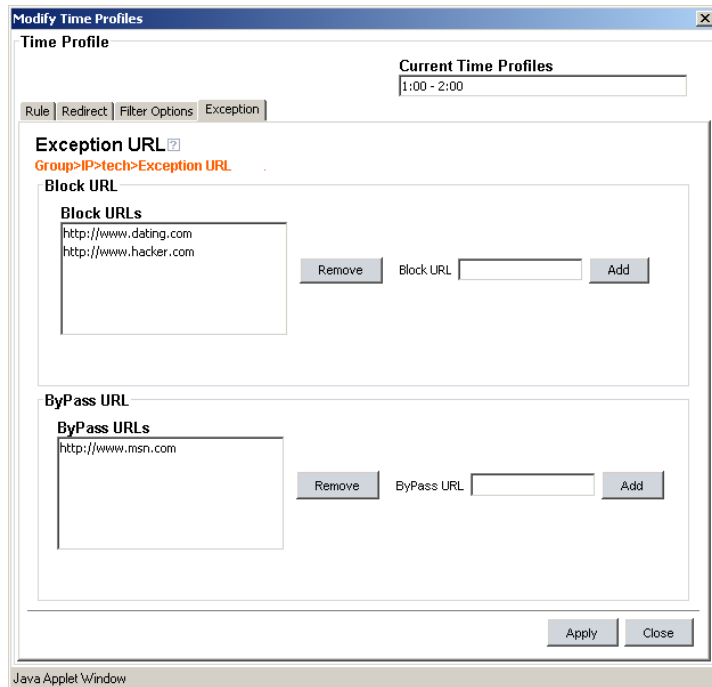 Modify Time Profiles
Time Profile
Current Time Profiles
1:00 - 2:00
Rule Redirect Filter Options Exception
Exception URL?
Group>IP>tech>Exception URL
Block URL
Block URLs
http://www.dating.com
http://www.hacker.com
Remove Block URL Add
ByPass URL
ByPass URLs
http://www.msn.com
Remove ByPass URL Add
Apply Close
Java Applet Window